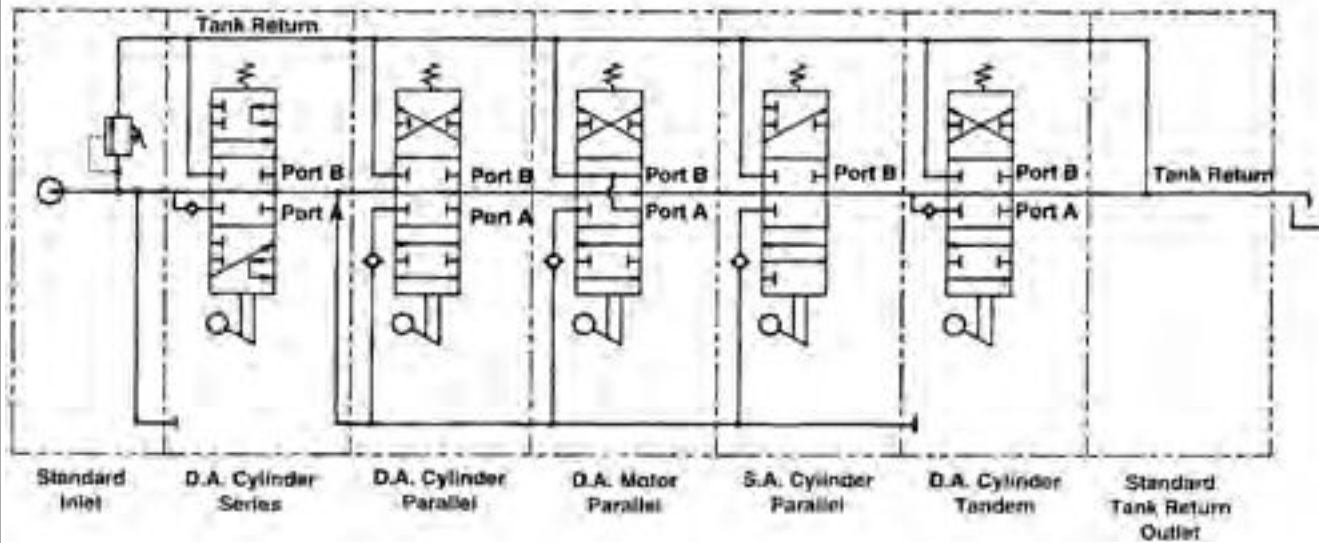 Tank Return
Port B
Port A
Port B
Port A
Port B
Port A
Port B
Port B
Port A
Tank Return
Standard
Inlet
D.A. Cylinder
Series
D.A. Cylinder
Parallel
D.A. Motor
Parallel
S.A. Cylinder
Parallel
D.A. Cylinder
Tandem
Standard
Tank Return
Outlet